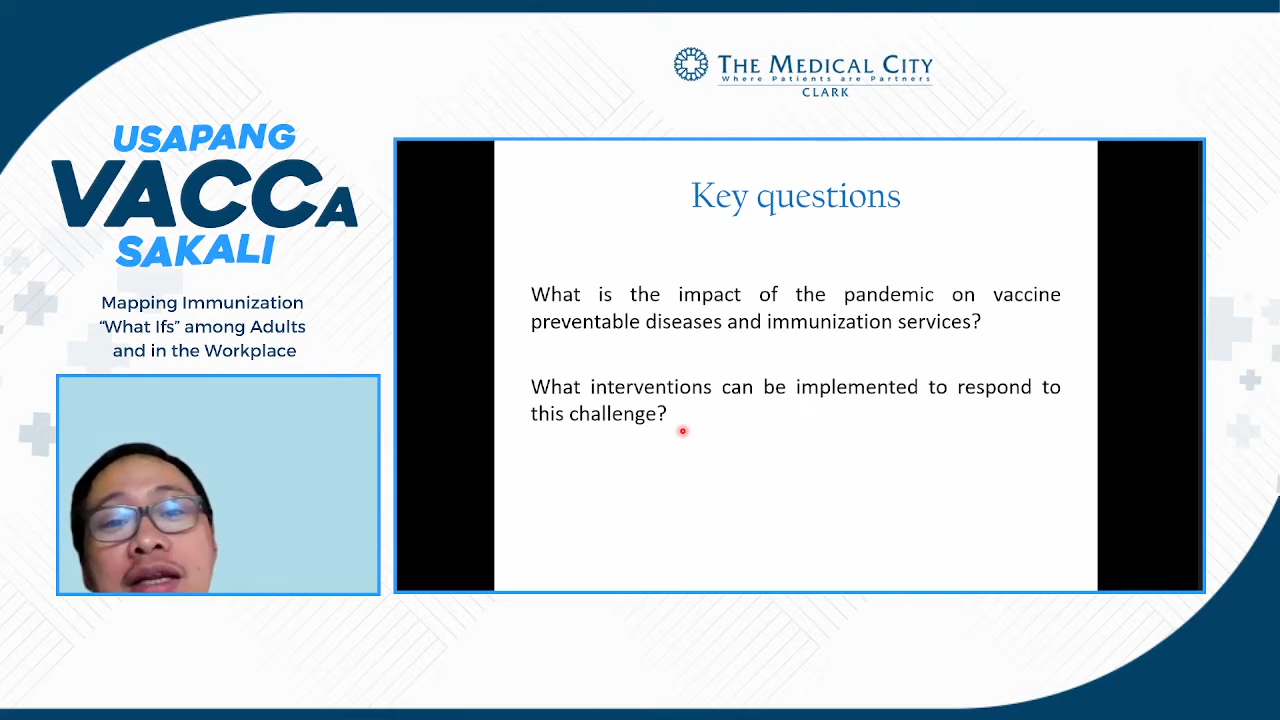 THE MEDICAL CITY
Where Patients are Partners
CLARK
USAPANG
VACCA
SAKALI
Mapping Immunization
“What Ifs” among Adults
and in the Workplace
Key questions
What is the impact of the pandemic on vaccine
preventable diseases and immunization services?
What interventions can be implemented to respond to
this challenge?